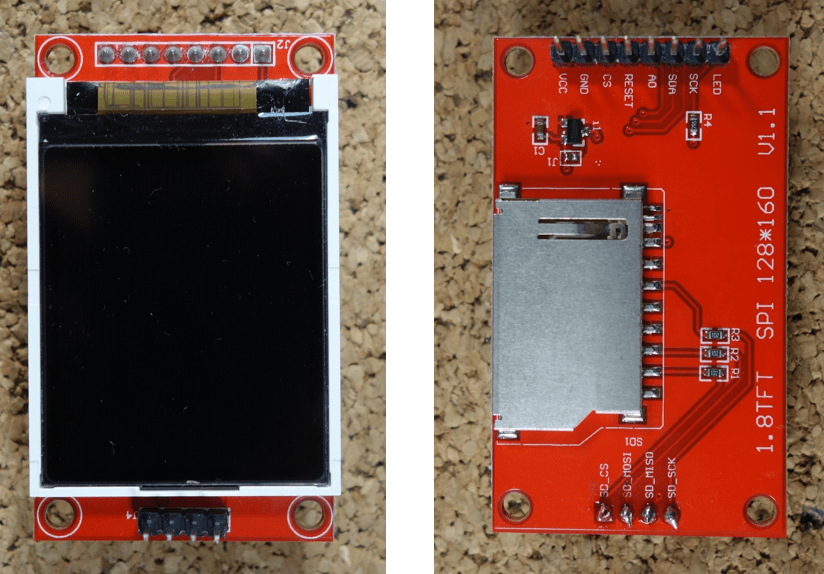 J2
J4
VCC
GND
CS
RESET
A0
SDA
SCK
LED
R4
C1
J1
1.8TFT SPI 128*160 V1.1
R3
R2
R1
SD1
SD_CS
SD_MOSI
SD_MISO
SD_SCK